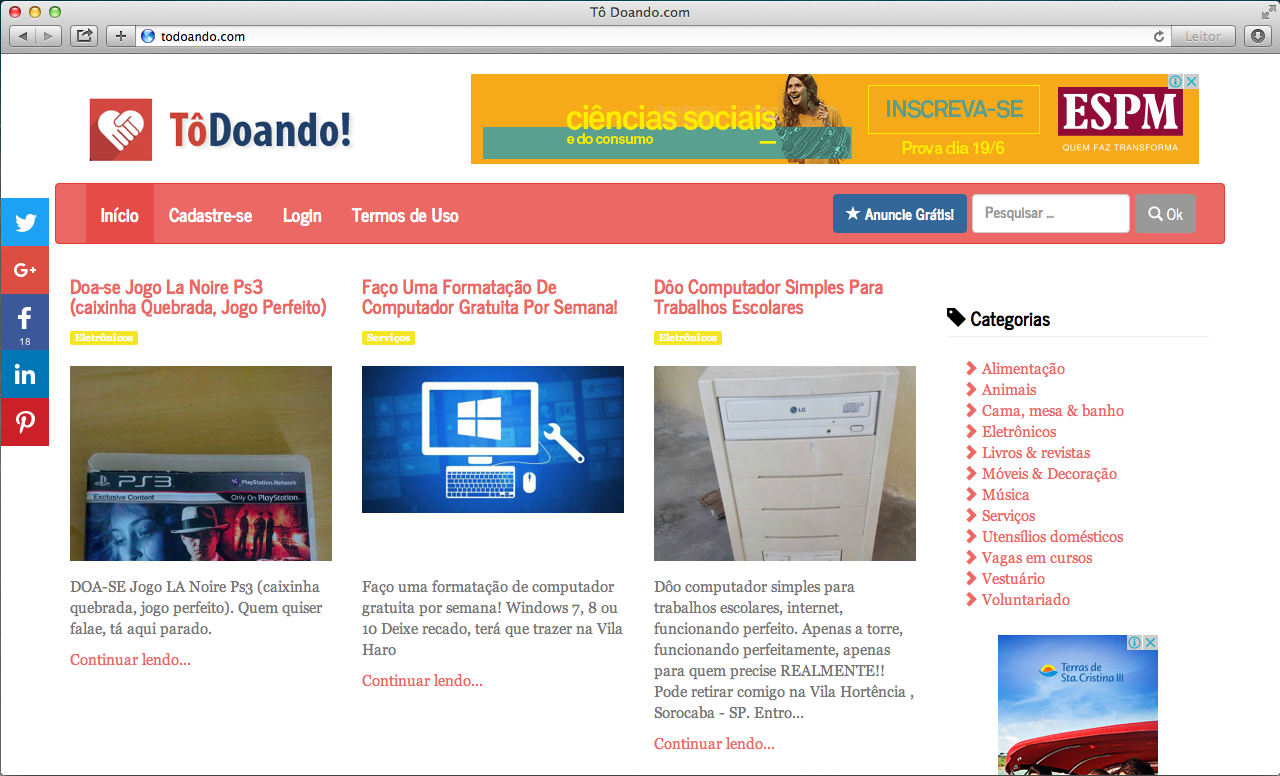 Tô Doando.com
todoando.com
Leitor
TôDoando!
ciências sociais
e do consumo
INSCREVA-SE
Prova dia 19/6
ESPM
QUEM FAZ TRANSFORMA
Início
Cadastre-se
Login
Termos de Uso
Anuncie Grátis!
Pesquisar ...
Ok
G+
18
in
Doa-se Jogo La Noire Ps3
(caixinha Quebrada, Jogo Perfeito)
Eletrônicos
PS3
PlayStation.Network
Exclusive Content
Only On PlayStation.
DOA-SE Jogo LA Noire Ps3 (caixinha
quebrada, jogo perfeito). Quem quiser
falae, tá aqui parado.
Continuar lendo...
Faço Uma Formatação De
Computador Gratuita Por Semana!
Serviços
Faço uma formatação de computador
gratuita por semana! Windows 7, 8 ou
10 Deixe recado, terá que trazer na Vila
Haro
Continuar lendo...
Dôo Computador Simples Para
Trabalhos Escolares
Eletrônicos
LG
Dôo computador simples para
trabalhos escolares, internet,
funcionando perfeito. Apenas a torre,
funcionando perfeitamente, apenas
para quem precise REALMENTE!!
Pode retirar comigo na Vila Hortência ,
Sorocaba - SP. Entro...
Continuar lendo...
Categorias
Alimentação
Animais
Cama, mesa & banho
Eletrônicos
Livros & revistas
Móveis & Decoração
Música
Serviços
Utensílios domésticos
Vagas em cursos
Vestuário
Voluntariado
Terras de
Sta. Cristina III